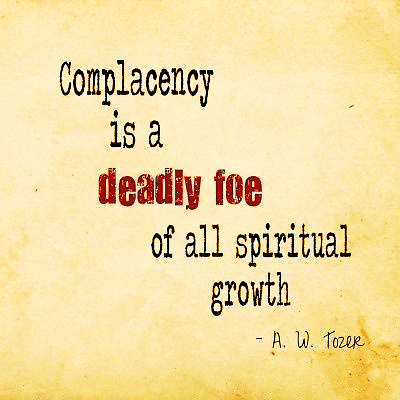 Complacency
is a
deadly foe
of all spiritual
growth
- A. W. Tozer